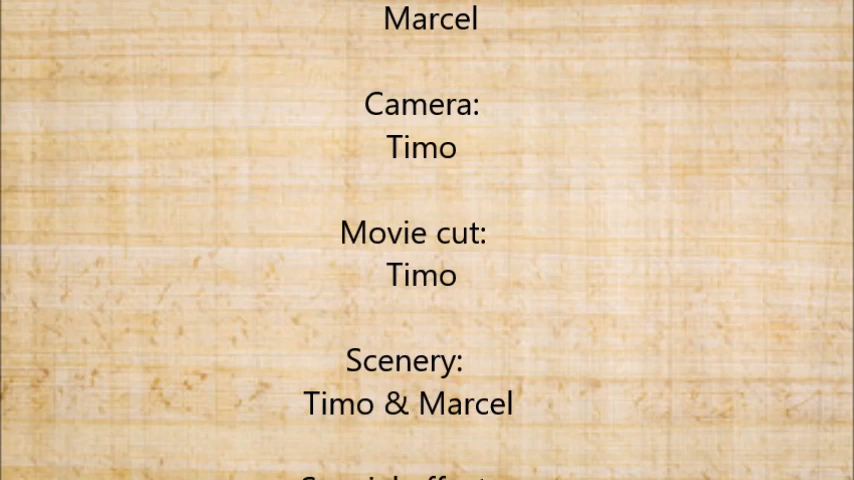 Marcel
Camera:
Timo
Movie cut:
Timo
Scenery:
Timo & Marcel